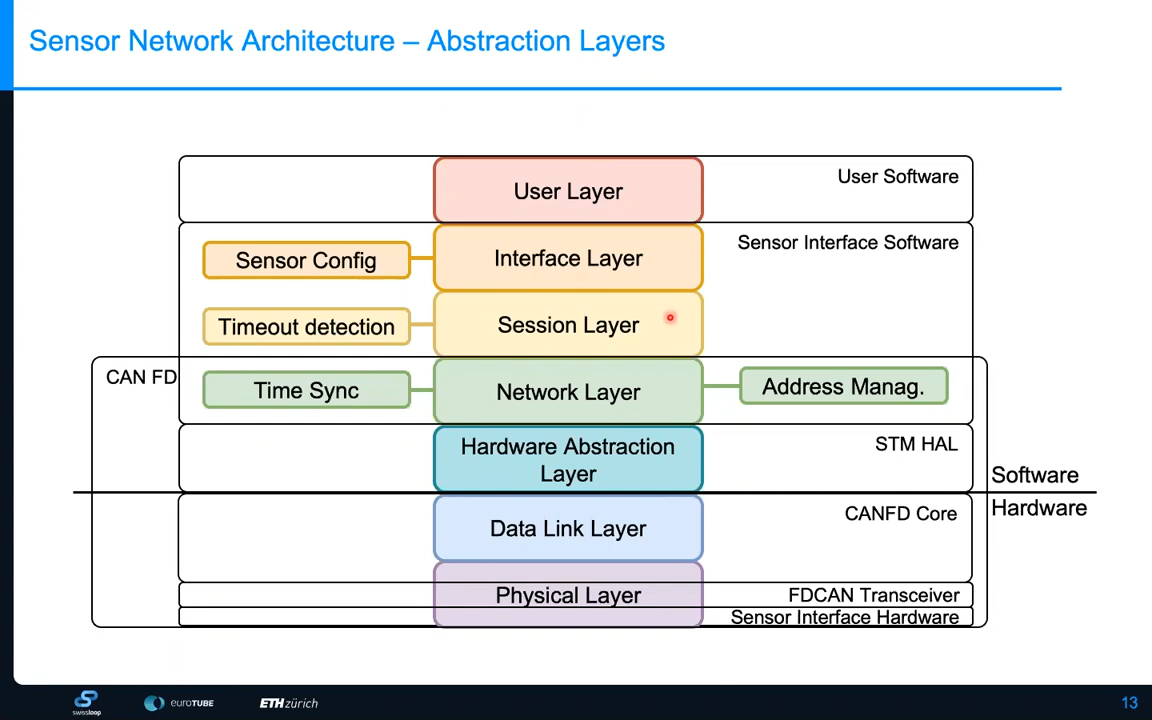 Sensor Network Architecture – Abstraction Layers
User Layer
User Software
Sensor Interface Software
Sensor Config
Interface Layer
Timeout detection
Session Layer
CAN FD
Time Sync
Network Layer
Address Manag.
Hardware Abstraction
Layer
STM HAL
Software
Hardware
Data Link Layer
CANFD Core
Physical Layer
FDCAN Transceiver
Sensor Interface Hardware
swissloop
euroTUBE
ETH zürich
13